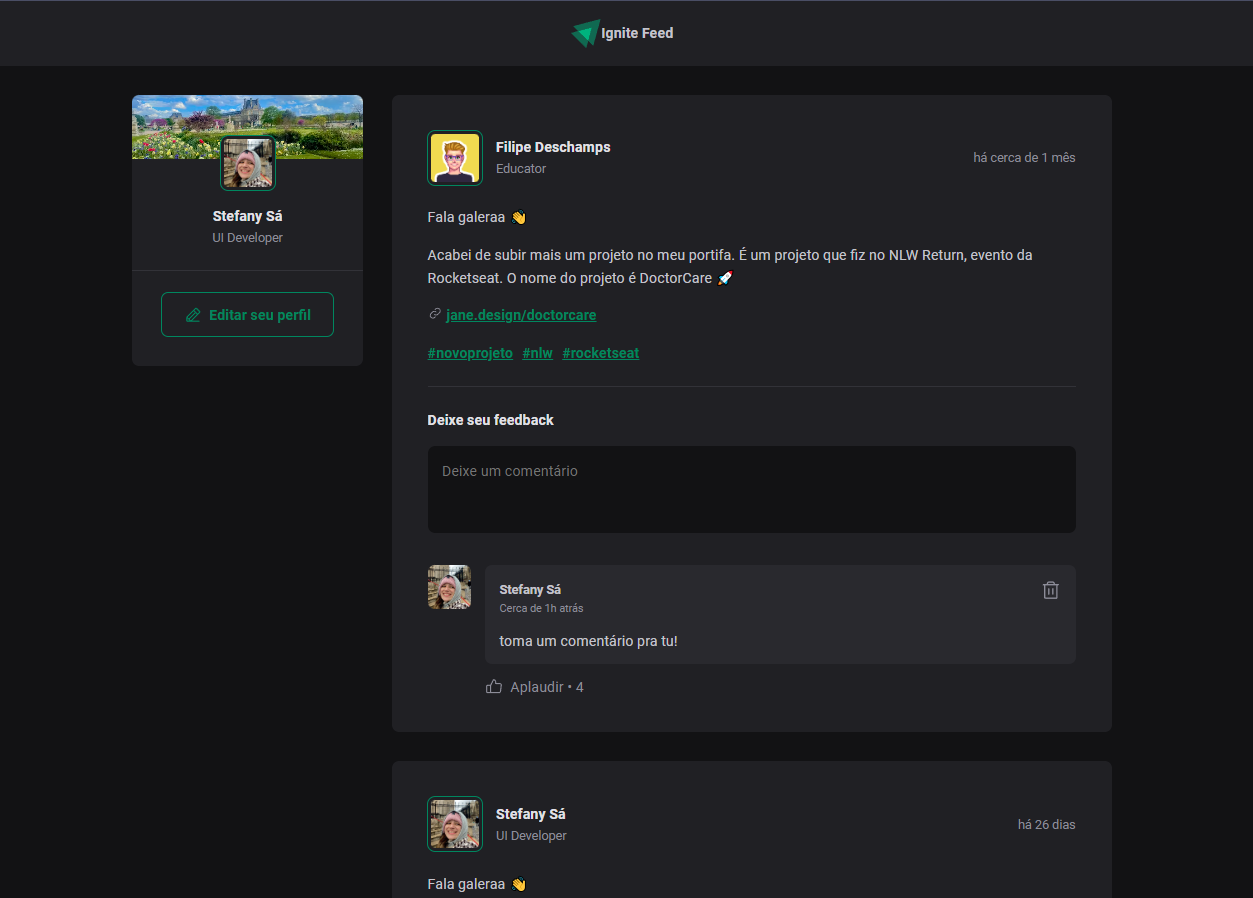 Ignite Feed
Stefany Sá
UI Developer
Editar seu perfil
Filipe Deschamps
Educator
há cerca de 1 mês
Fala galeraa 👋
Acabei de subir mais um projeto no meu portifa. É um projeto que fiz no NLW Return, evento da
Rocketseat. O nome do projeto é DoctorCare 🚀
jane.design/doctorcare
#novoprojeto #nlw #rocketseat
Deixe seu feedback
Deixe um comentário
Stefany Sá
Cerca de 1h atrás
toma um comentário pra tu!
Aplaudir • 4
Stefany Sá
UI Developer
há 26 dias
Fala galeraa 👋